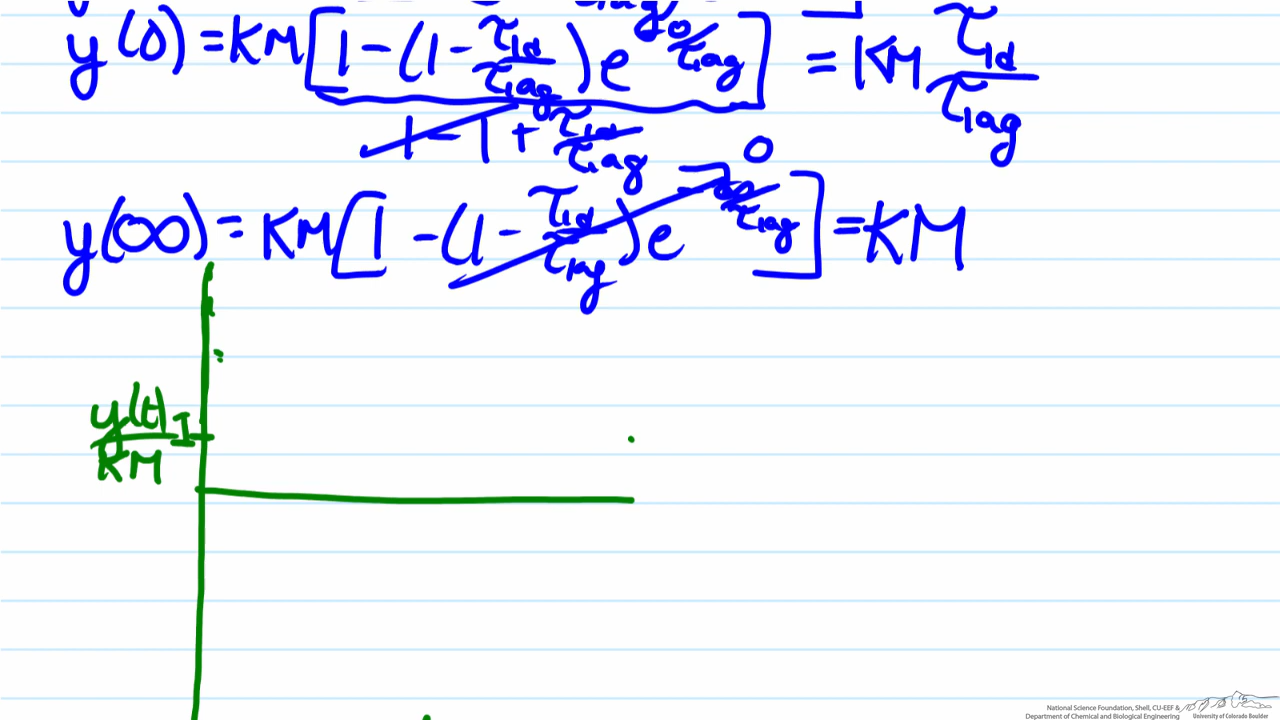 y(0) = KM[1-(1-τld/τlag)e^-0/τlag] = KM τld/τlag
1-1+τld/τlag
y(∞) = KM[1-(1-τld/τlag)e^-∞/τlag] = KM
0
y(t)/KM
1
National Science Foundation, Shell, CU-EEF &
Department of Chemical and Biological Engineering
University of Colorado Boulder